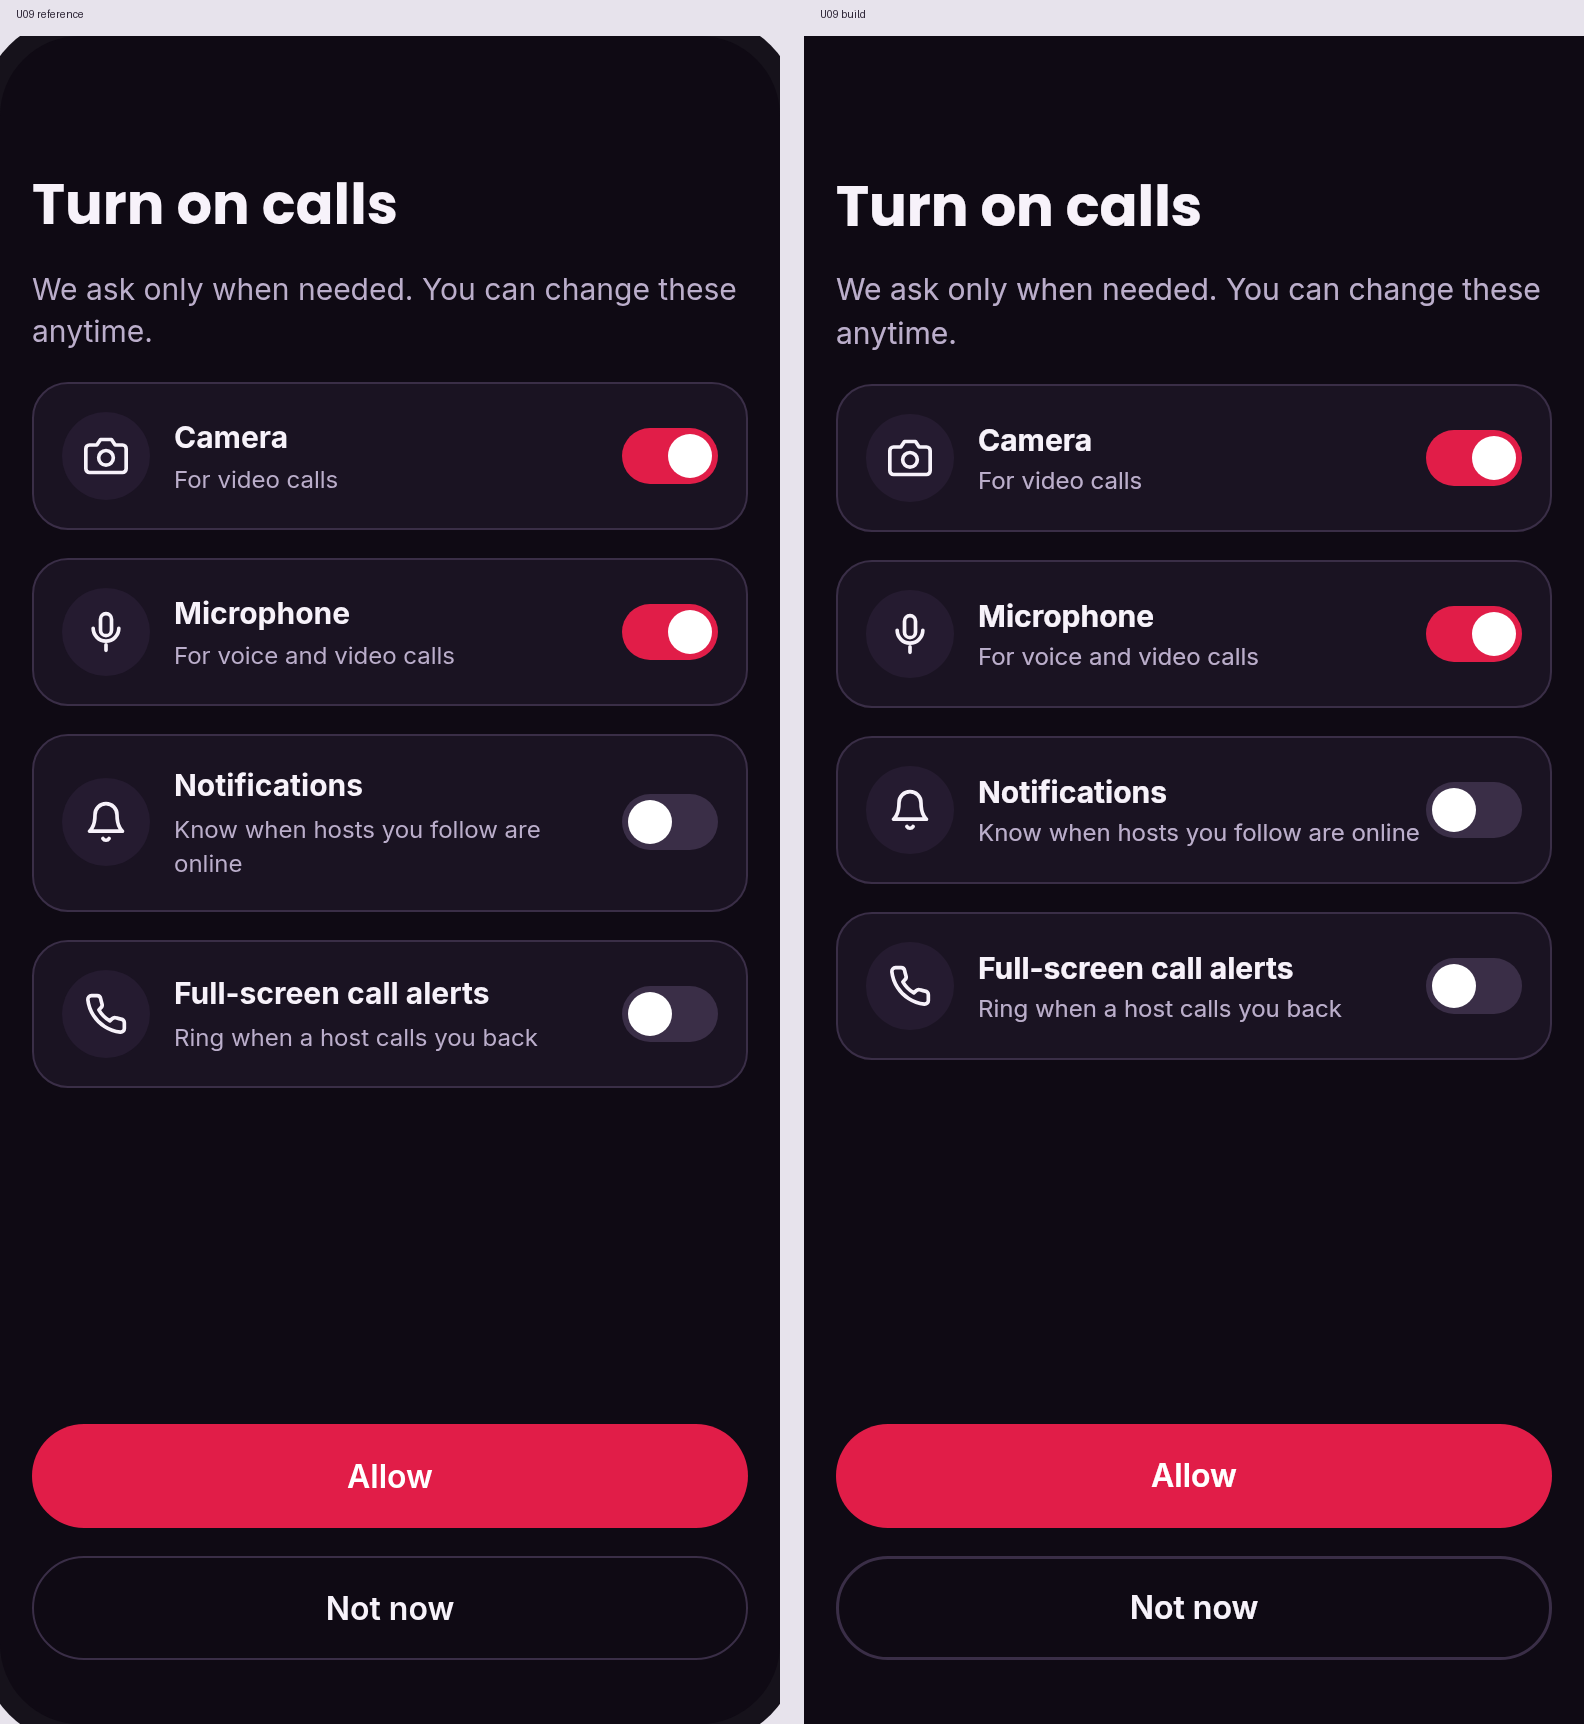 U09 reference
Turn on calls
We ask only when needed. You can change these
anytime.
Camera
For video calls
Microphone
For voice and video calls
Notifications
Know when hosts you follow are
online
Full-screen call alerts
Ring when a host calls you back
Allow
Not now
U09 build
Turn on calls
We ask only when needed. You can change these
anytime.
Camera
For video calls
Microphone
For voice and video calls
Notifications
Know when hosts you follow are online
Full-screen call alerts
Ring when a host calls you back
Allow
Not now